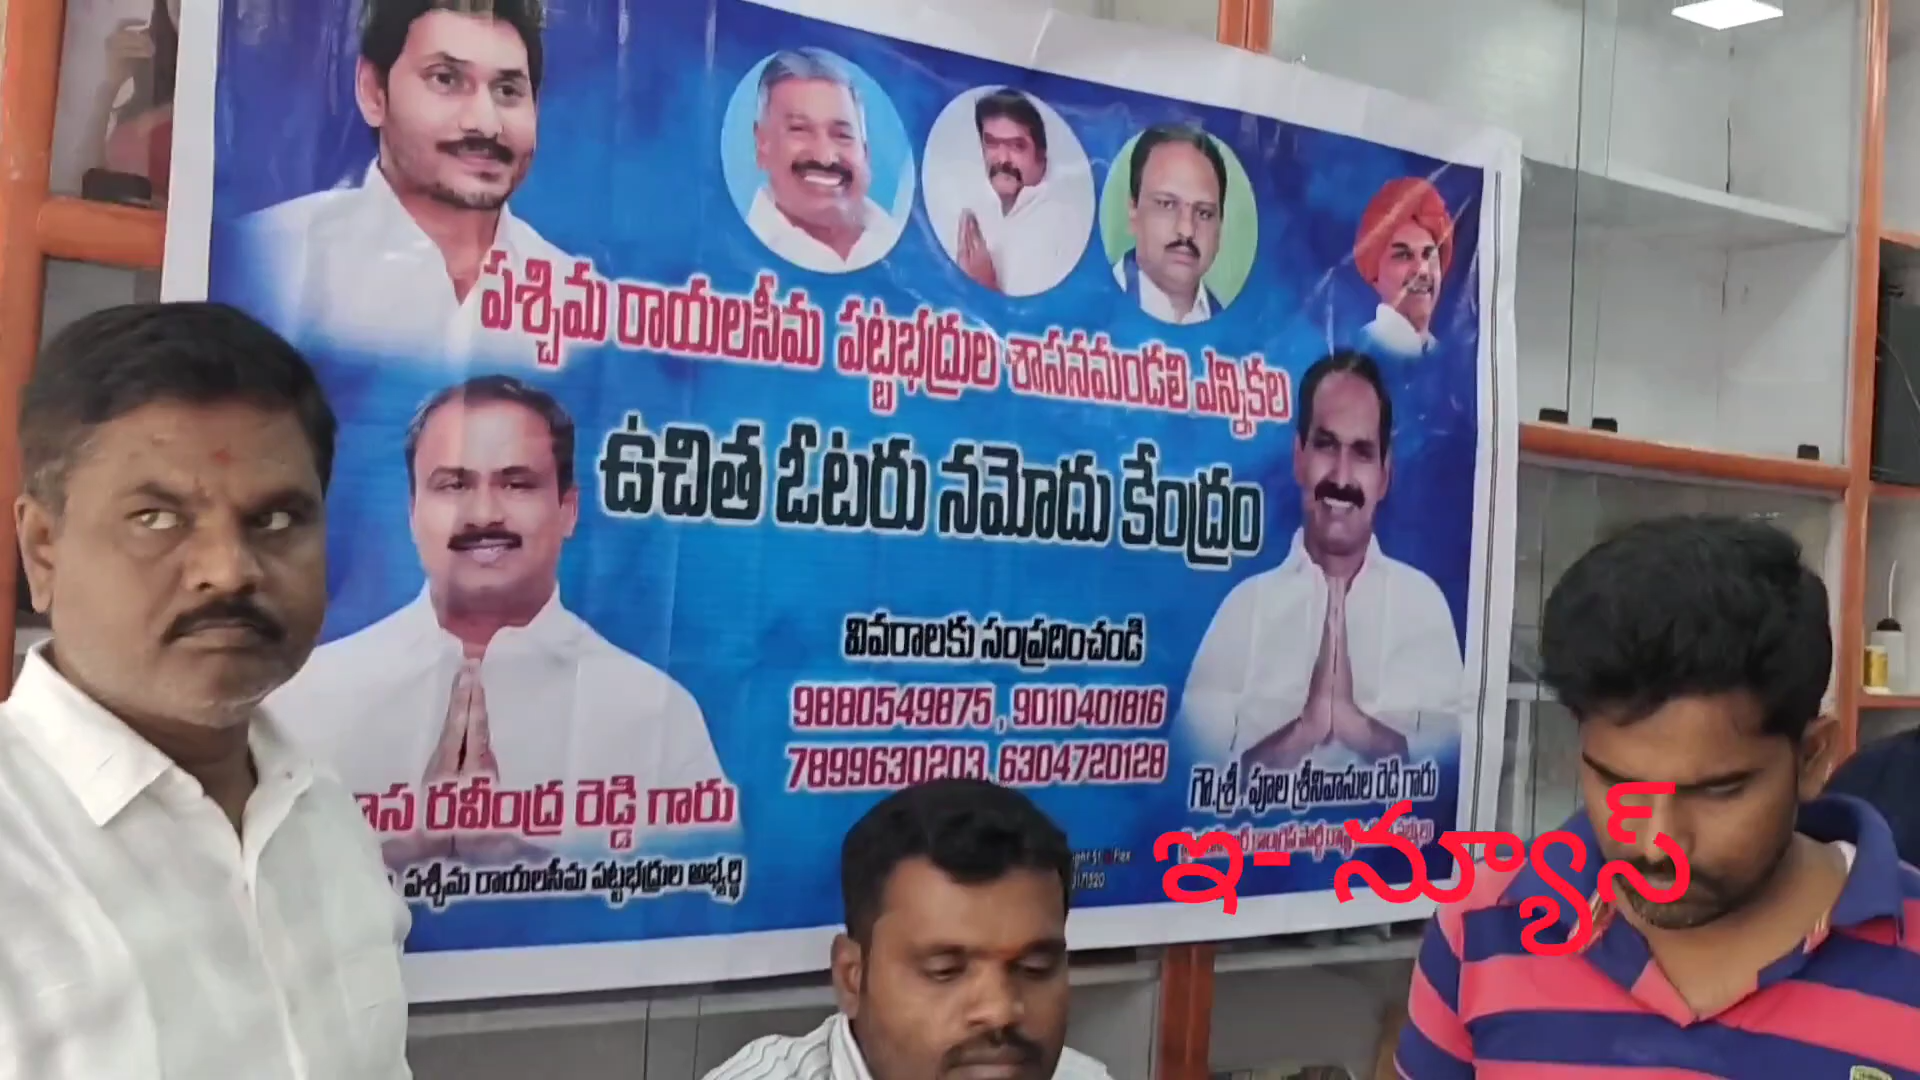 పశ్చిమ రాయలసీమ పట్టభద్రుల శాసనమండలి ఎన్నికల
ఉచిత ఓటరు నమోదు కేంద్రం
వివరాలకు సంప్రదించండి
9880549875, 9010401816
7899630203, 6304720128
రవీంద్ర రెడ్డి గారు
పశ్చిమ రాయలసీమ పట్టభద్రుల అభ్యర్థి
గౌ.శ్రీ. పూల శ్రీనివాసుల రెడ్డి గారు
ఇ- న్యూస్